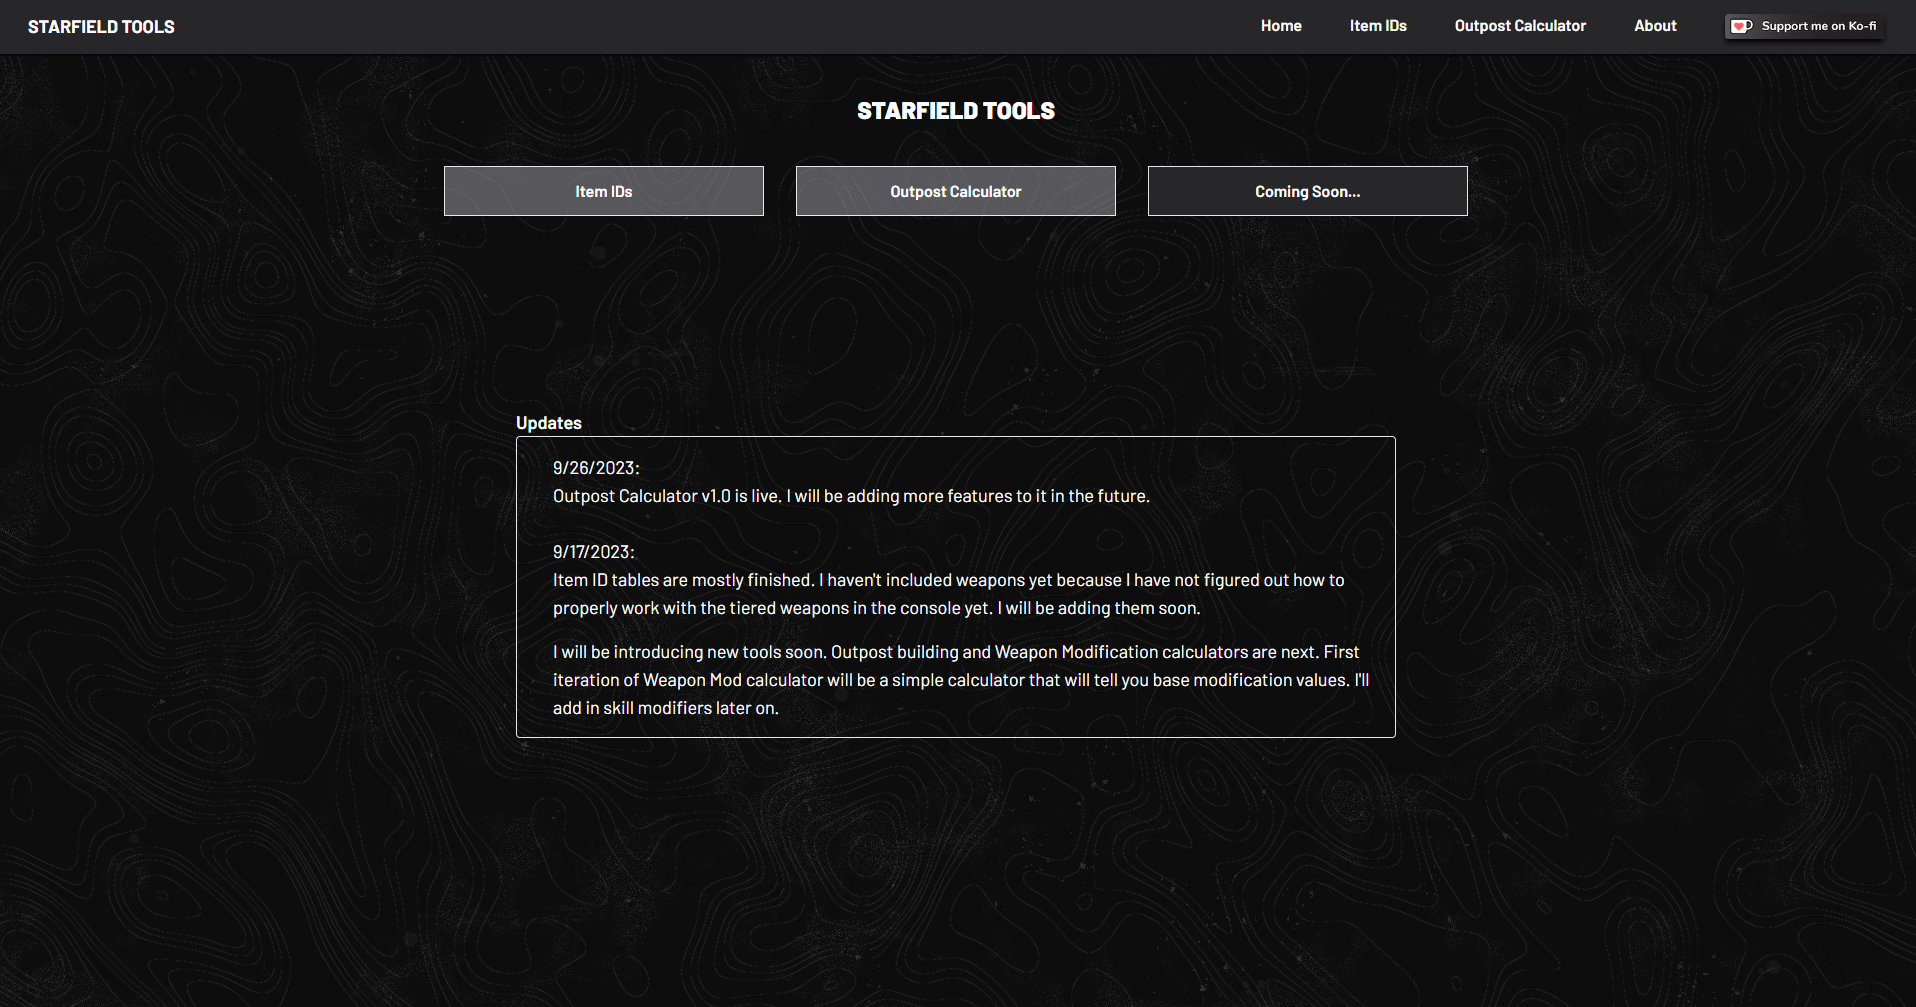 STARFIELD TOOLS
Home
Item IDs
Outpost Calculator
About
Support me on Ko-fi
STARFIELD TOOLS
Item IDs
Outpost Calculator
Coming Soon...
Updates
9/26/2023:
Outpost Calculator v1.0 is live. I will be adding more features to it in the future.
9/17/2023:
Item ID tables are mostly finished. I haven't included weapons yet because I have not figured out how to
properly work with the tiered weapons in the console yet. I will be adding them soon.
I will be introducing new tools soon. Outpost building and Weapon Modification calculators are next. First
iteration of Weapon Mod calculator will be a simple calculator that will tell you base modification values. I'll
add in skill modifiers later on.